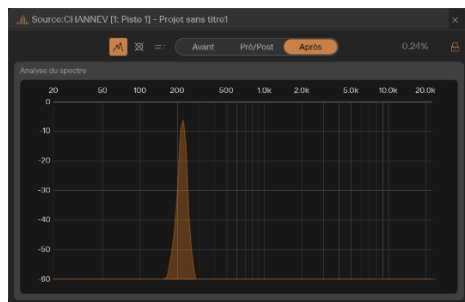 Source:CHANNEV [1: Piste 1] - Projet sans titre1
Avant Pré/Post Après 0.24%
Analyse du spectre
20 50 100 200 500 1.0k 2.0k 5.0k 10.0k 20.0k
0
-10
-20
-30
-40
-50
-60